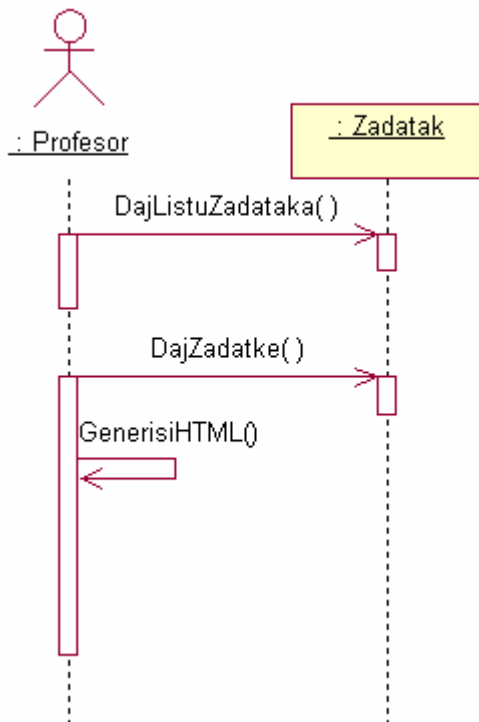 : Profesor
: Zadatak
DajListuZadataka( )
DajZadatke( )
GenerisiHTML()